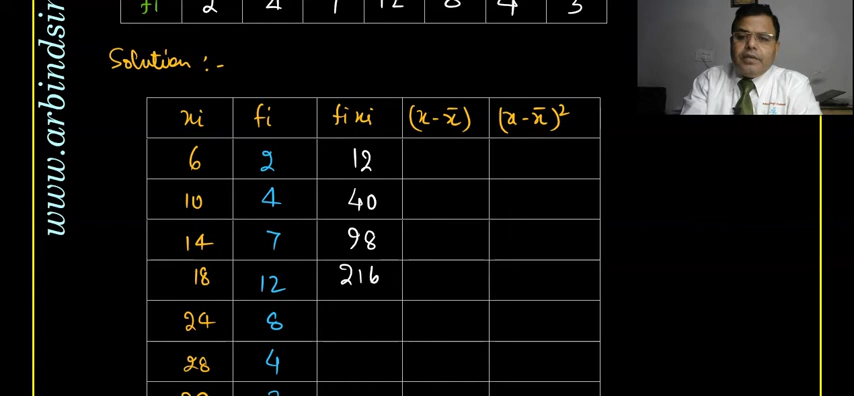 fi 2 4 7 12 8 4 3
Solution :-
xi fi fixi (x-x̄) (x-x̄)²
6 2 12
10 4 40
14 7 98
18 12 216
24 8
28 4
www.arbindsin